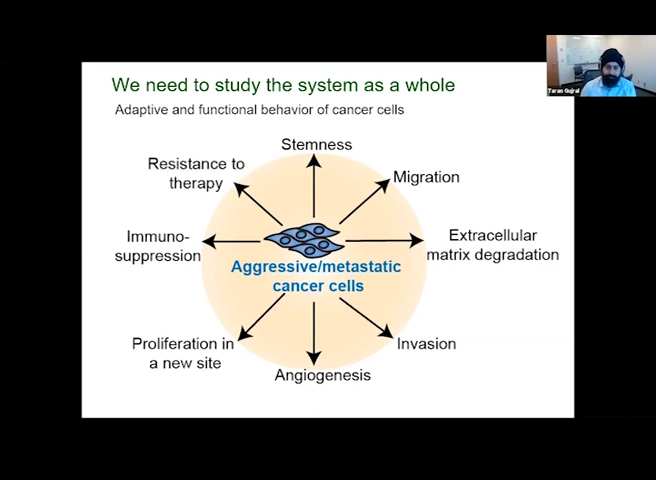 We need to study the system as a whole
Adaptive and functional behavior of cancer cells
Stemness
Resistance to
therapy
Migration
Immuno-
suppression
Extracellular
matrix degradation
Aggressive/metastatic
cancer cells
Proliferation in
a new site
Invasion
Angiogenesis
Taran Gujral